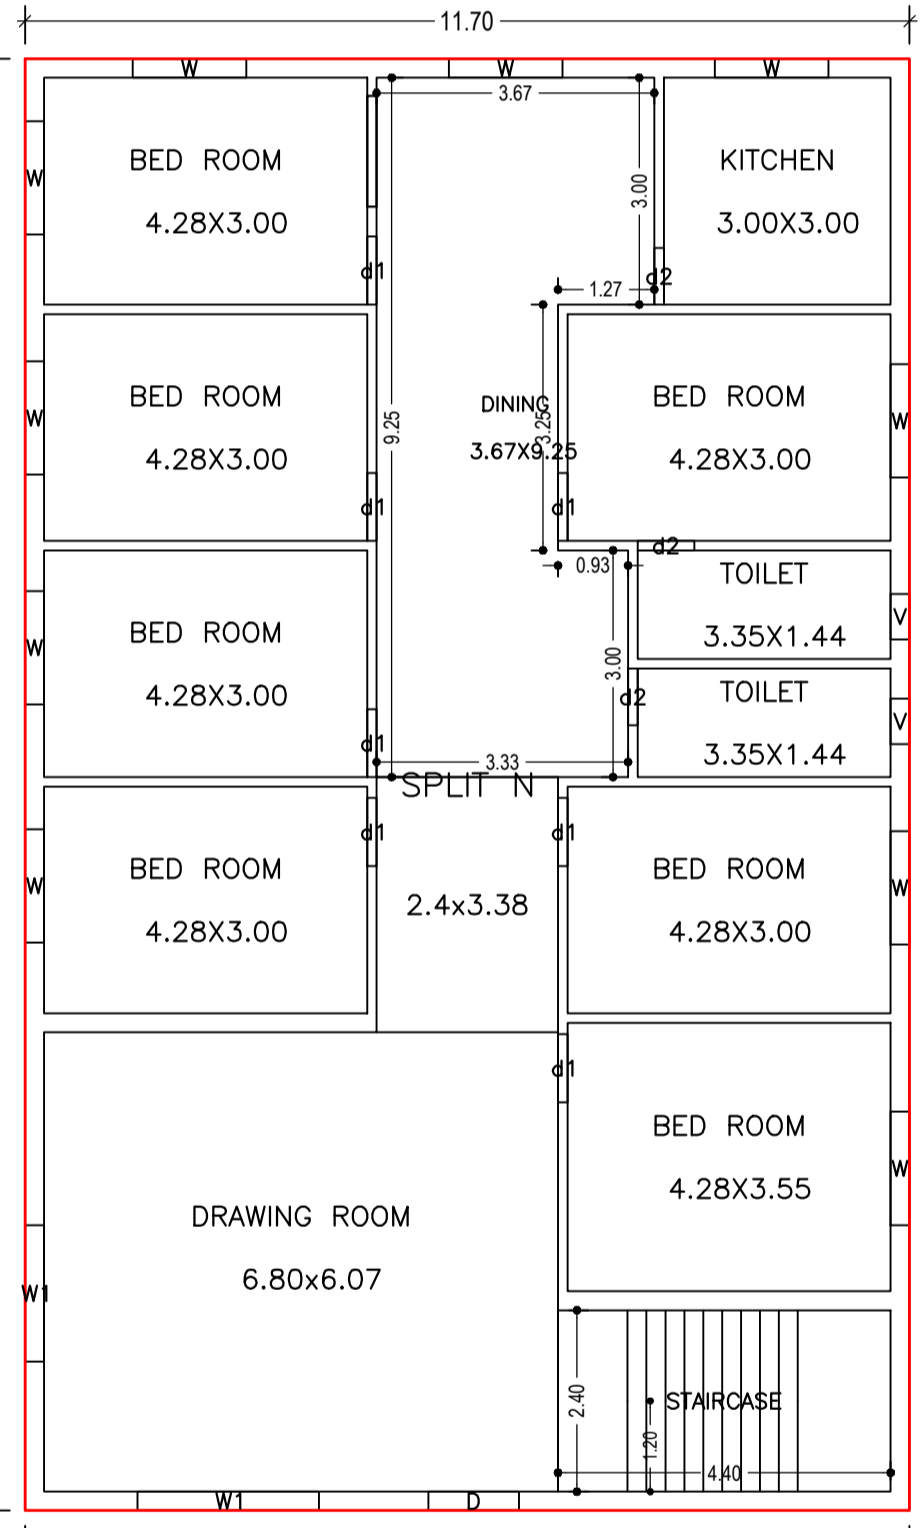 11.70
W W W
3.67
BED ROOM
4.28X3.00
KITCHEN
3.00X3.00
W
3.00
d1
d2
1.27
BED ROOM
4.28X3.00
DINING
3.67X9.25
BED ROOM
4.28X3.00
W
9.25
3.25
W
d1
d1
d2
0.93
TOILET
3.35X1.44
V
BED ROOM
4.28X3.00
W
3.00
TOILET
3.35X1.44
V
d2
d1
3.33
SPLIT N
d1
d1
BED ROOM
4.28X3.00
W
2.4x3.38
BED ROOM
4.28X3.00
W
d1
BED ROOM
4.28X3.55
W
DRAWING ROOM
6.80x6.07
W1
2.40
STAIRCASE
1.20
4.40
W1 D